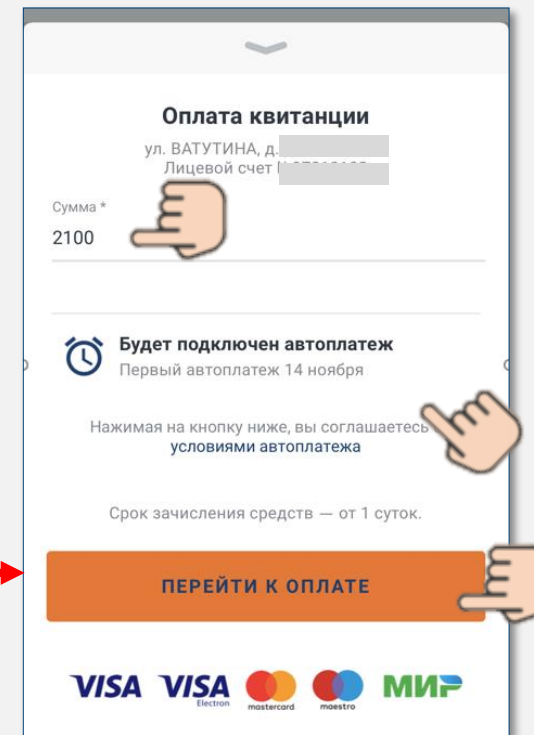 Оплата квитанции
ул. ВАТУТИНА, д.
Лицевой счет
Сумма *
2100
Будет подключен автоплатеж
Первый автоплатеж 14 ноября
Нажимая на кнопку ниже, вы соглашаетесь
условиями автоплатежа
Срок зачисления средств — от 1 суток.
ПЕРЕЙТИ К ОПЛАТЕ
VISA VISA Electron mastercard maestro МИР